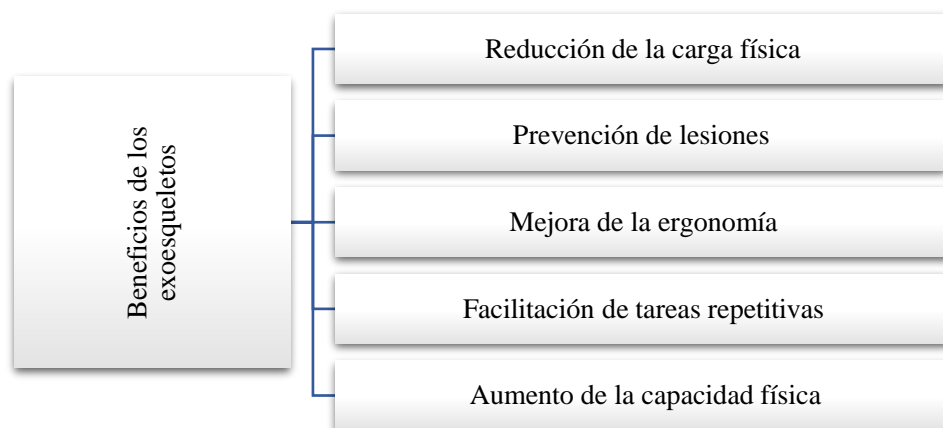 Beneficios de los
exoesqueletos
Reducción de la carga física
Prevención de lesiones
Mejora de la ergonomía
Facilitación de tareas repetitivas
Aumento de la capacidad física